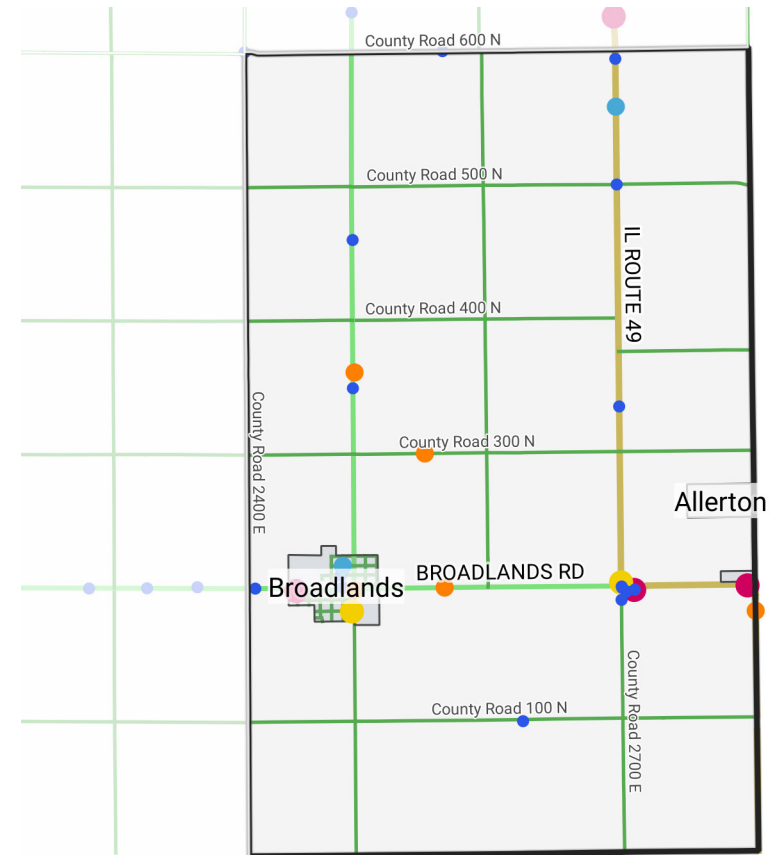 County Road 600 N
County Road 500 N
IL ROUTE 49
County Road 400 N
County Road 2400 E
County Road 300 N
Allerton
BROADLANDS RD
Broadlands
County Road 2700 E
County Road 100 N